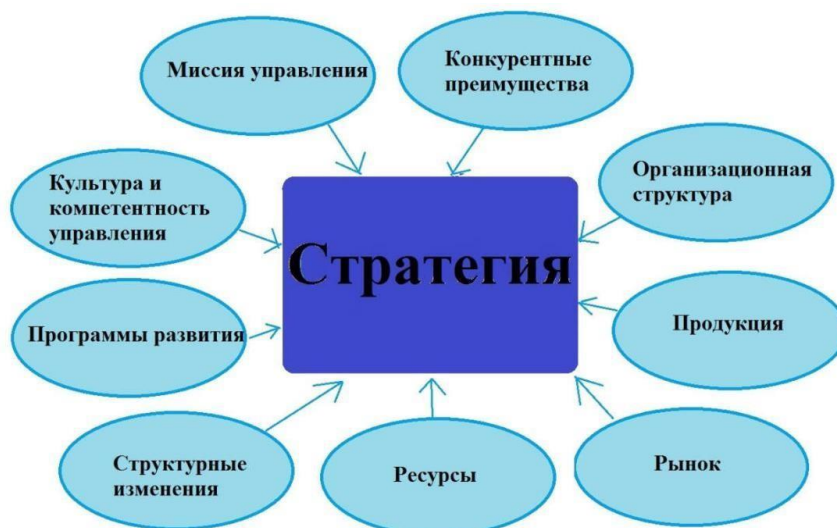 Миссия управления
Конкурентные
преимущества
Культура и
компетентность
управления
Организационная
структура
Стратегия
Программы развития
Продукция
Структурные
изменения
Ресурсы
Рынок